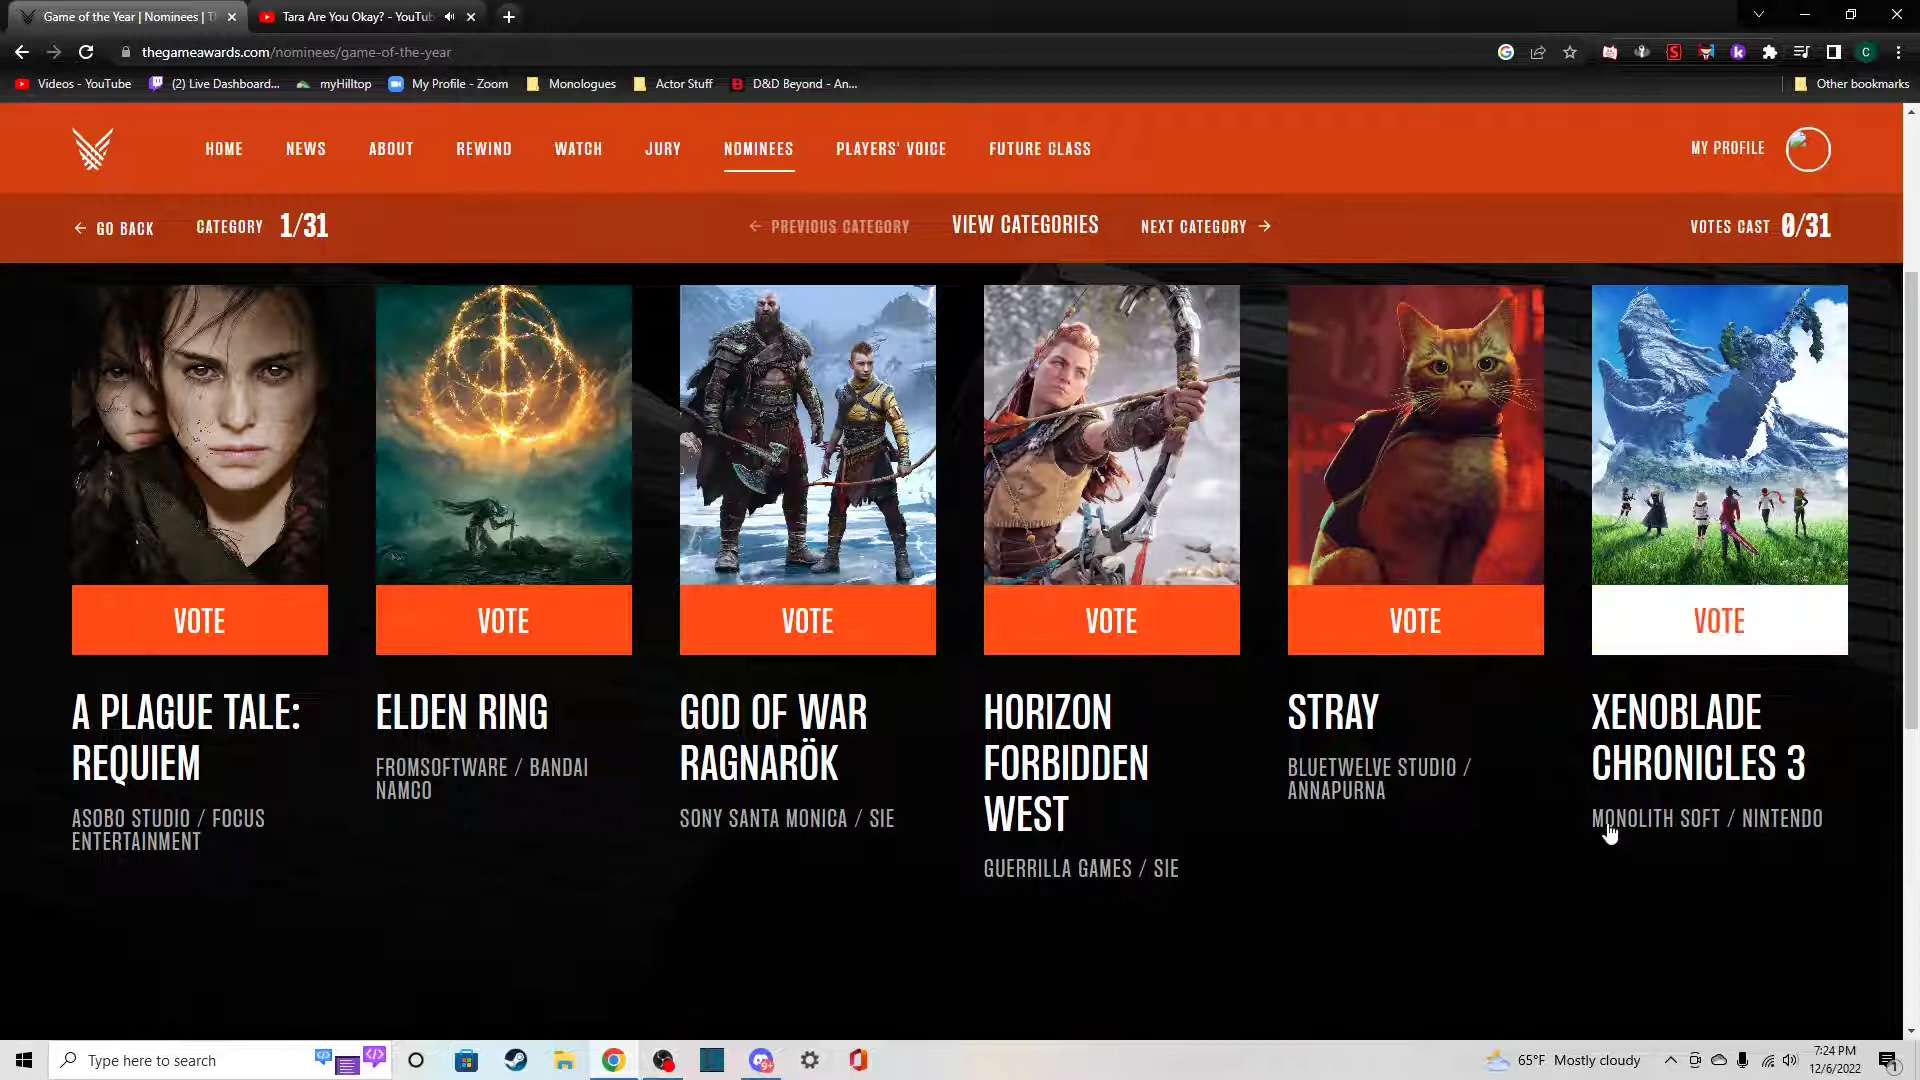 Game of the Year | Nominees | T
Tara Are You Okay? - YouTub
thegameawards.com/nominees/game-of-the-year
C
Videos - YouTube
(2) Live Dashboard...
myHilltop
My Profile - Zoom
Monologues
Actor Stuff
D&D Beyond - An...
Other bookmarks
HOME
NEWS
ABOUT
REWIND
WATCH
JURY
NOMINEES
PLAYERS' VOICE
FUTURE CLASS
MY PROFILE
← GO BACK
CATEGORY 1/31
← PREVIOUS CATEGORY
VIEW CATEGORIES
NEXT CATEGORY →
VOTES CAST 0/31
VOTE
A PLAGUE TALE:
REQUIEM
ASOBO STUDIO / FOCUS
ENTERTAINMENT
VOTE
ELDEN RING
FROMSOFTWARE / BANDAI
NAMCO
VOTE
GOD OF WAR
RAGNARÖK
SONY SANTA MONICA / SIE
VOTE
HORIZON
FORBIDDEN
WEST
GUERRILLA GAMES / SIE
VOTE
STRAY
BLUETWELVE STUDIO /
ANNAPURNA
VOTE
XENOBLADE
CHRONICLES 3
MONOLITH SOFT / NINTENDO
Type here to search
9+
65°F Mostly cloudy
7:24 PM
12/6/2022
1